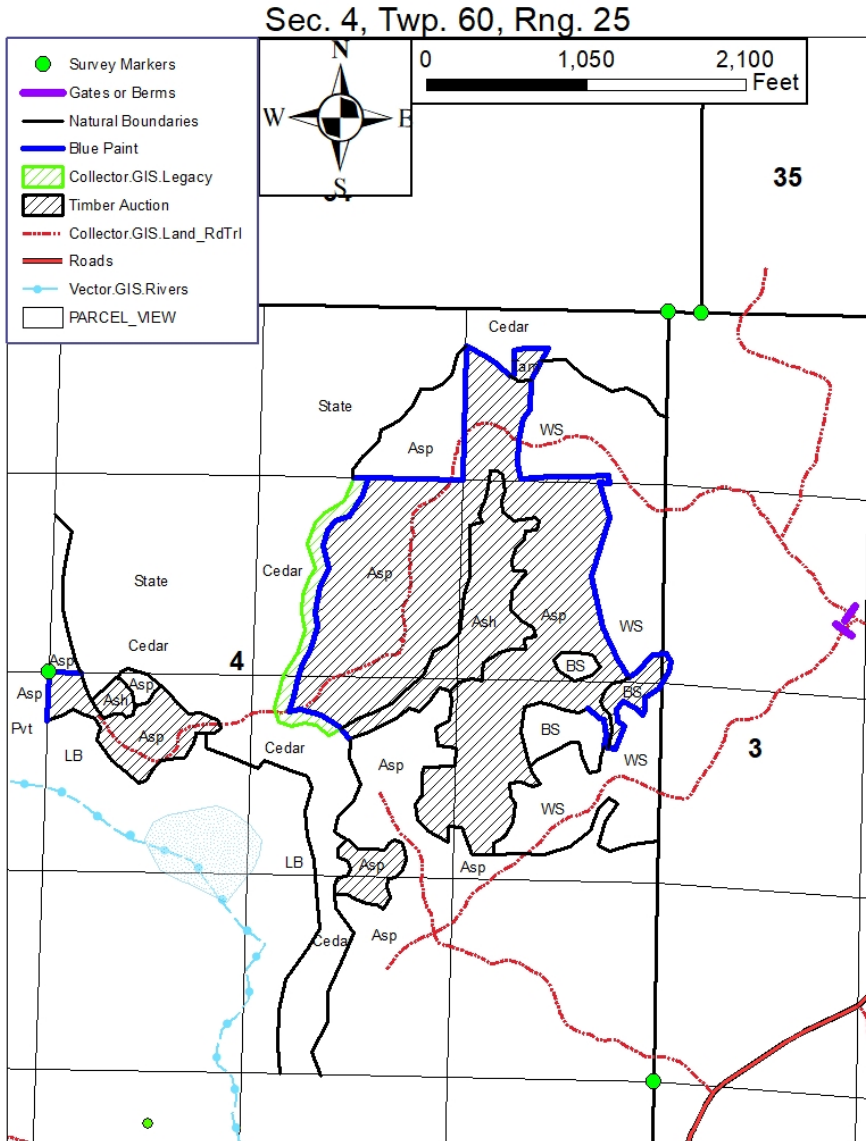 Sec. 4, Twp. 60, Rng. 25
Survey Markers
Gates or Berms
Natural Boundaries
Blue Paint
Collector.GIS.Legacy
Timber Auction
Collector.GIS.Land_RdTrl
Roads
Vector.GIS.Rivers
PARCEL_VIEW
N
W
E
S
0 1,050 2,100
Feet
35
Cedar
Tam
State
WS
Asp
Cedar
Asp
Asp
Ash
WS
State
Cedar
4
Asp
BS
Asp
Asp
BS
Ash
Pvt
Asp
BS
LB
Cedar
Asp
WS
3
WS
LB
Asp
Asp
Cedar
Asp